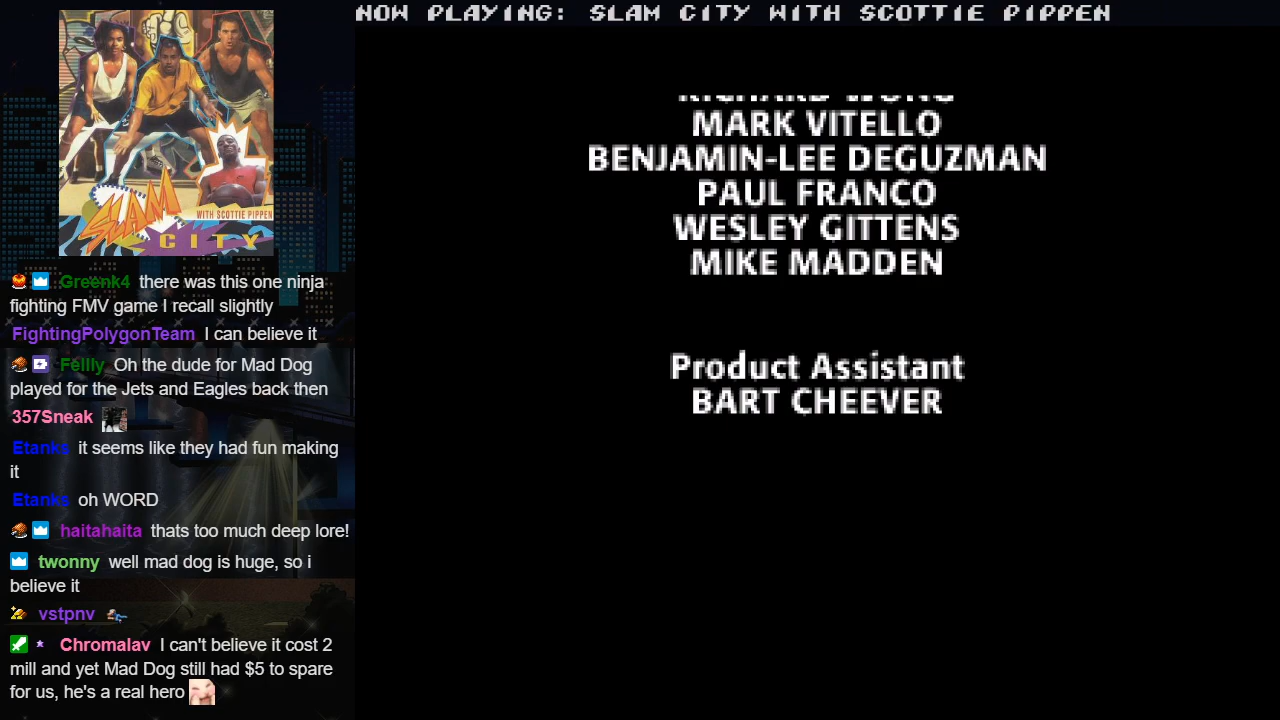 NOW PLAYING: SLAM CITY WITH SCOTTIE PIPPEN
SLAM
WITH SCOTTIE PIPPEN
CITY
Greenk4 there was this one ninja
fighting FMV game I recall slightly
FightingPolygonTeam I can believe it
Fellly Oh the dude for Mad Dog
played for the Jets and Eagles back then
357Sneak
Etanks it seems like they had fun making
it
Etanks oh WORD
haitahaita thats too much deep lore!
twonny well mad dog is huge, so i
believe it
vstpnv
Chromalav I can't believe it cost 2
mill and yet Mad Dog still had $5 to spare
for us, he's a real hero
MARK VITELLO
BENJAMIN-LEE DEGUZMAN
PAUL FRANCO
WESLEY GITTENS
MIKE MADDEN
Product Assistant
BART CHEEVER